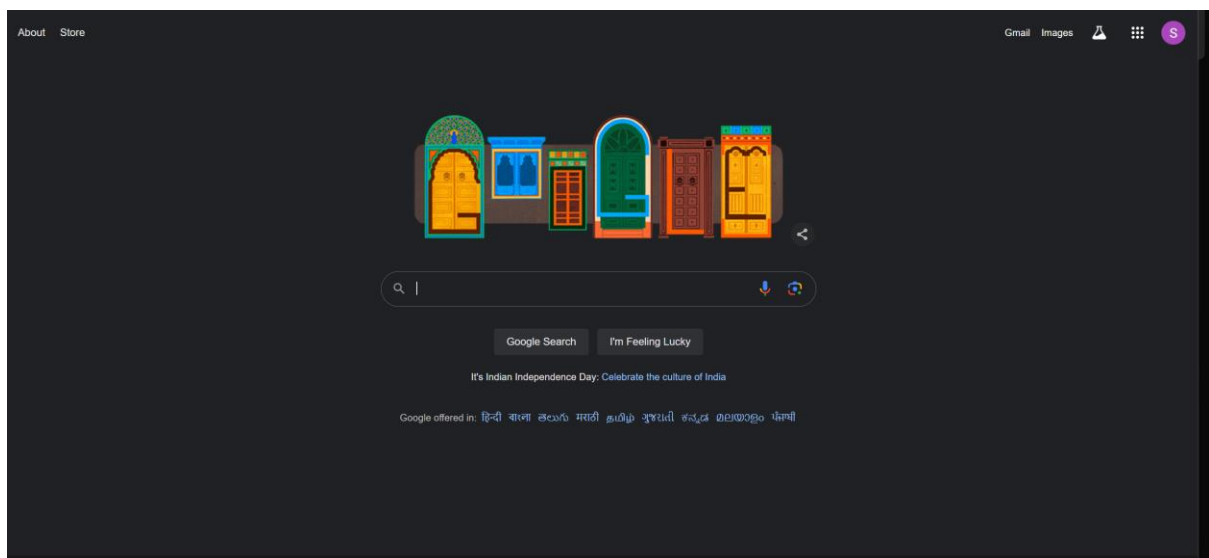 About Store
Gmail Images
S
Google Search I'm Feeling Lucky
It's Indian Independence Day: Celebrate the culture of India
Google offered in: हिन्दी বাংলা తెలుగు मराठी தமிழ் ગુજરાતી ಕನ್ನಡ മലയാളം ਪੰਜਾਬੀ